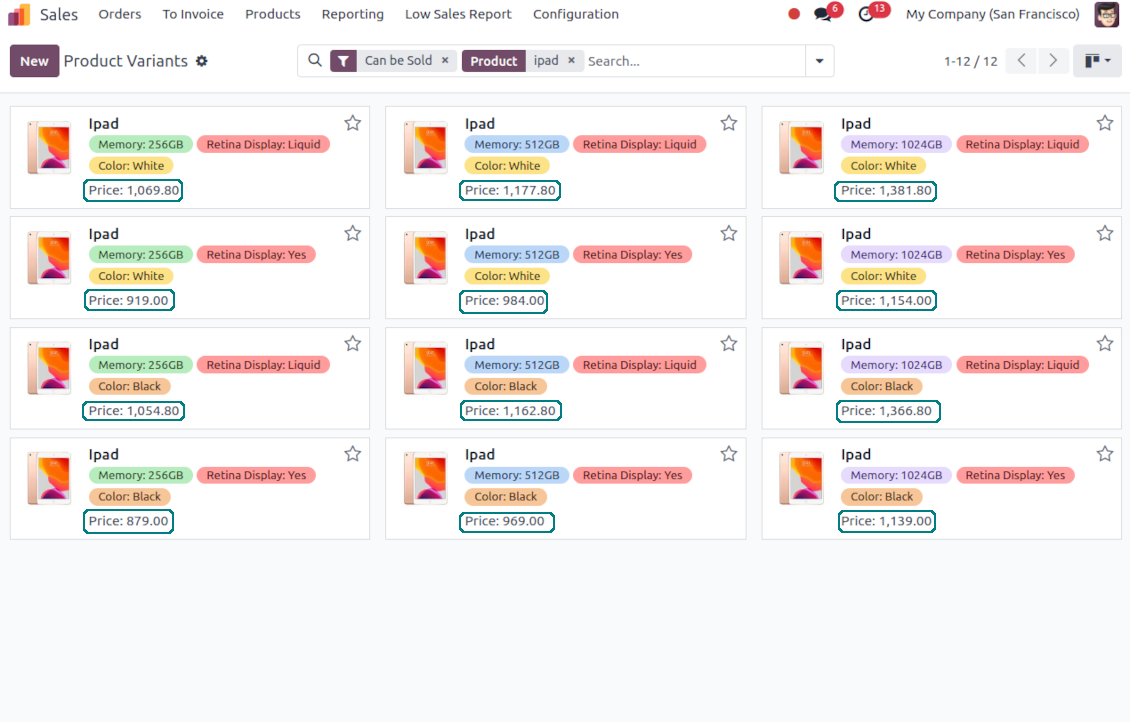 Sales Orders To Invoice Products Reporting Low Sales Report Configuration 6 13 My Company (San Francisco)
New Product Variants Can be Sold × Product ipad × Search... 1-12 / 12
Ipad
Memory: 256GB Retina Display: Liquid
Color: White
Price: 1,069.80
Ipad
Memory: 512GB Retina Display: Liquid
Color: White
Price: 1,177.80
Ipad
Memory: 1024GB Retina Display: Liquid
Color: White
Price: 1,381.80
Ipad
Memory: 256GB Retina Display: Yes
Color: White
Price: 919.00
Ipad
Memory: 512GB Retina Display: Yes
Color: White
Price: 984.00
Ipad
Memory: 1024GB Retina Display: Yes
Color: White
Price: 1,154.00
Ipad
Memory: 256GB Retina Display: Liquid
Color: Black
Price: 1,054.80
Ipad
Memory: 512GB Retina Display: Liquid
Color: Black
Price: 1,162.80
Ipad
Memory: 1024GB Retina Display: Liquid
Color: Black
Price: 1,366.80
Ipad
Memory: 256GB Retina Display: Yes
Color: Black
Price: 879.00
Ipad
Memory: 512GB Retina Display: Yes
Color: Black
Price: 969.00
Ipad
Memory: 1024GB Retina Display: Yes
Color: Black
Price: 1,139.00